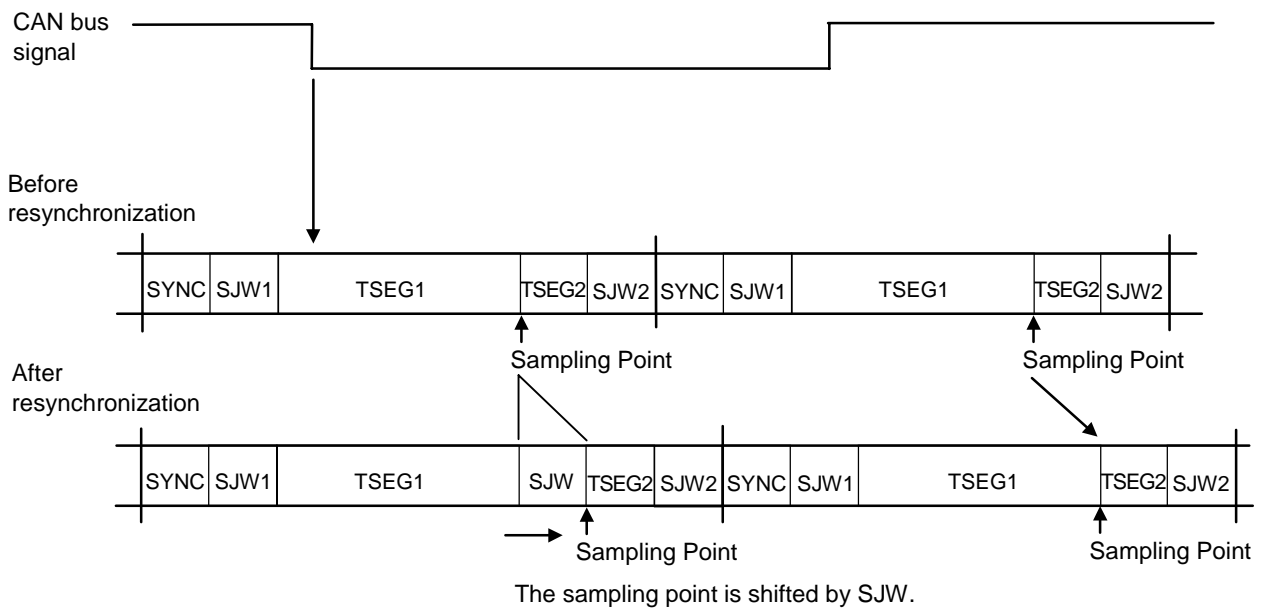 CAN bus
signal
Before
resynchronization
SYNC SJW1 TSEG1 TSEG2 SJW2 SYNC SJW1 TSEG1 TSEG2 SJW2
Sampling Point Sampling Point
After
resynchronization
SYNC SJW1 TSEG1 SJW TSEG2 SJW2 SYNC SJW1 TSEG1 TSEG2 SJW2
Sampling Point Sampling Point
The sampling point is shifted by SJW.